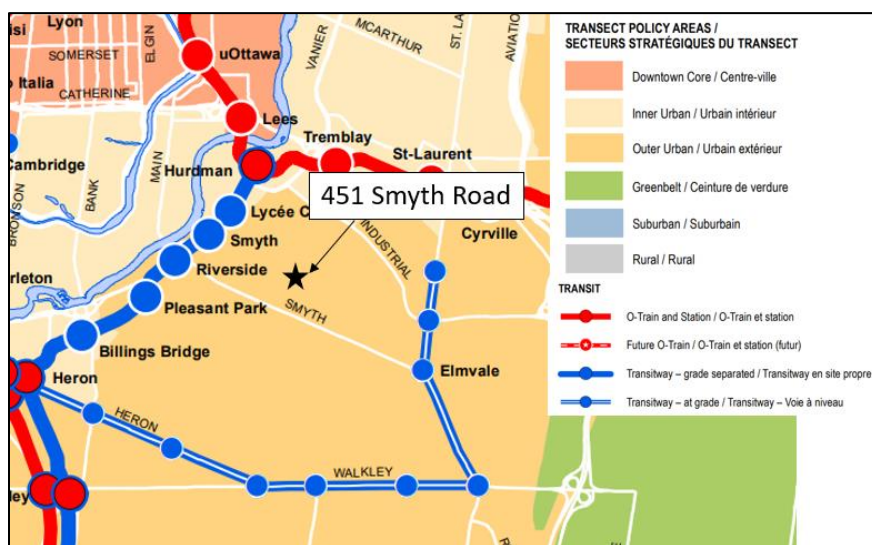 Lyon
isi
SOMERSET
ELGIN
uOttawa
VANIER
MCARTHUR
ST. LA
AVIATION
o Italia
CATHERINE
Lees
Tremblay
St-Laurent
Cambridge
MAIN
Hurdman
BRONSON
BANK
451 Smyth Road
Lycée C
INDUSTRIAL
Cyrville
Smyth
Riverside
rleton
SMYTH
Pleasant Park
Billings Bridge
Elmvale
Heron
HERON
WALKLEY
ley
TRANSECT POLICY AREAS /
SECTEURS STRATÉGIQUES DU TRANSECT
Downtown Core / Centre-ville
Inner Urban / Urbain intérieur
Outer Urban / Urbain extérieur
Greenbelt / Ceinture de verdure
Suburban / Suburbain
Rural / Rural
TRANSIT
O-Train and Station / O-Train et station
Future O-Train / O-Train et station (futur)
Transitway – grade separated / Transitway en site propre
Transitway – at grade / Transitway – Voie à niveau